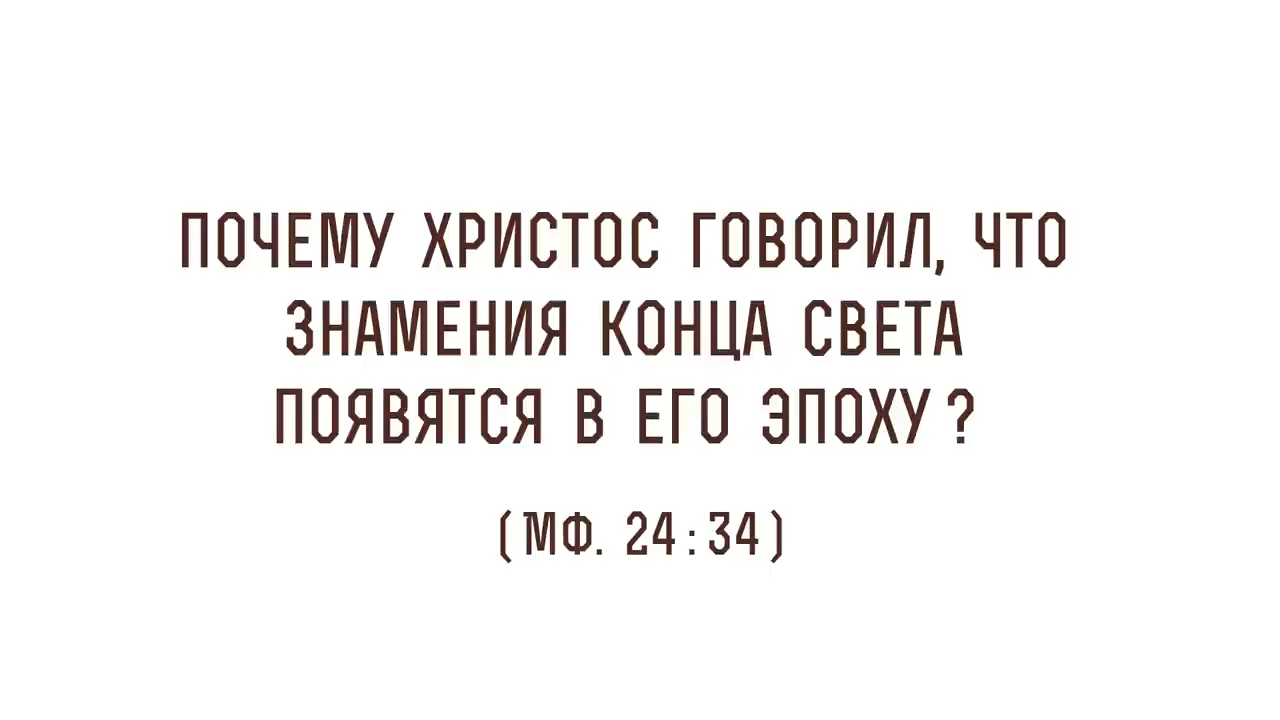 ПОЧЕМУ ХРИСТОС ГОВОРИЛ, ЧТО
ЗНАМЕНИЯ КОНЦА СВЕТА
ПОЯВЯТСЯ В ЕГО ЭПОХУ?
(МФ. 24:34)